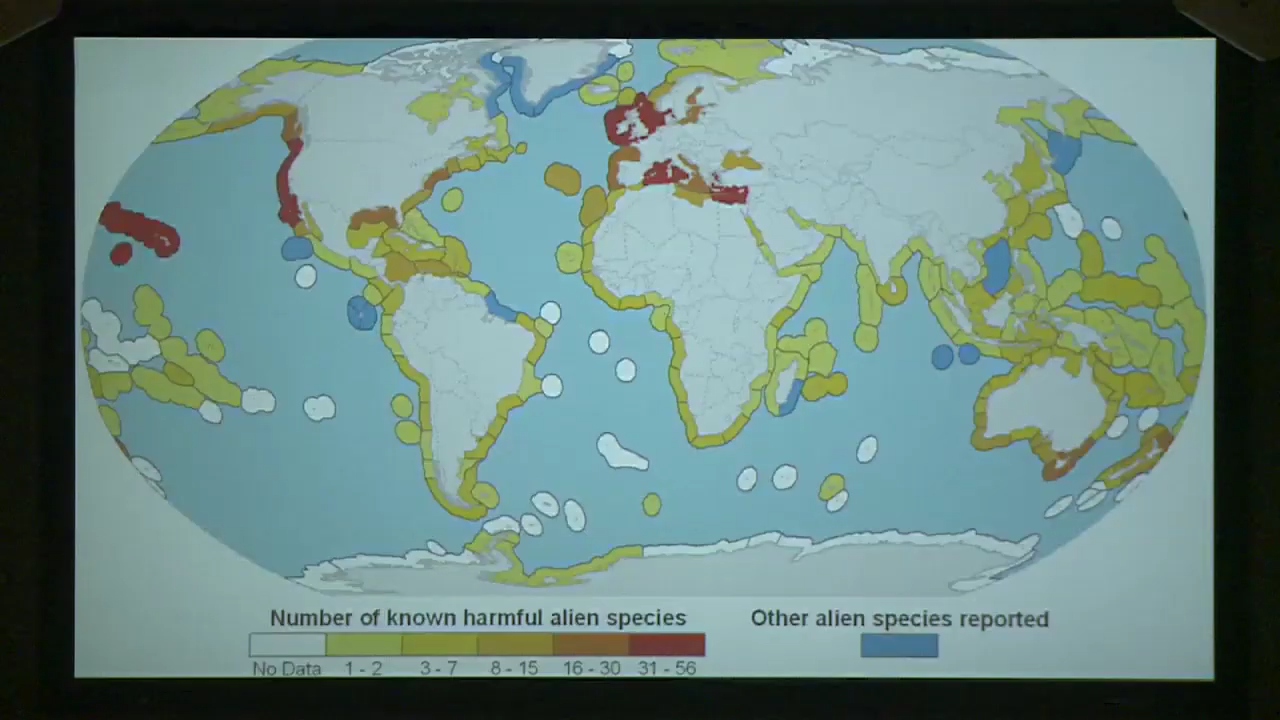 Number of known harmful alien species
No Data 1 - 2 3 - 7 8 - 15 16 - 30 31 - 56
Other alien species reported